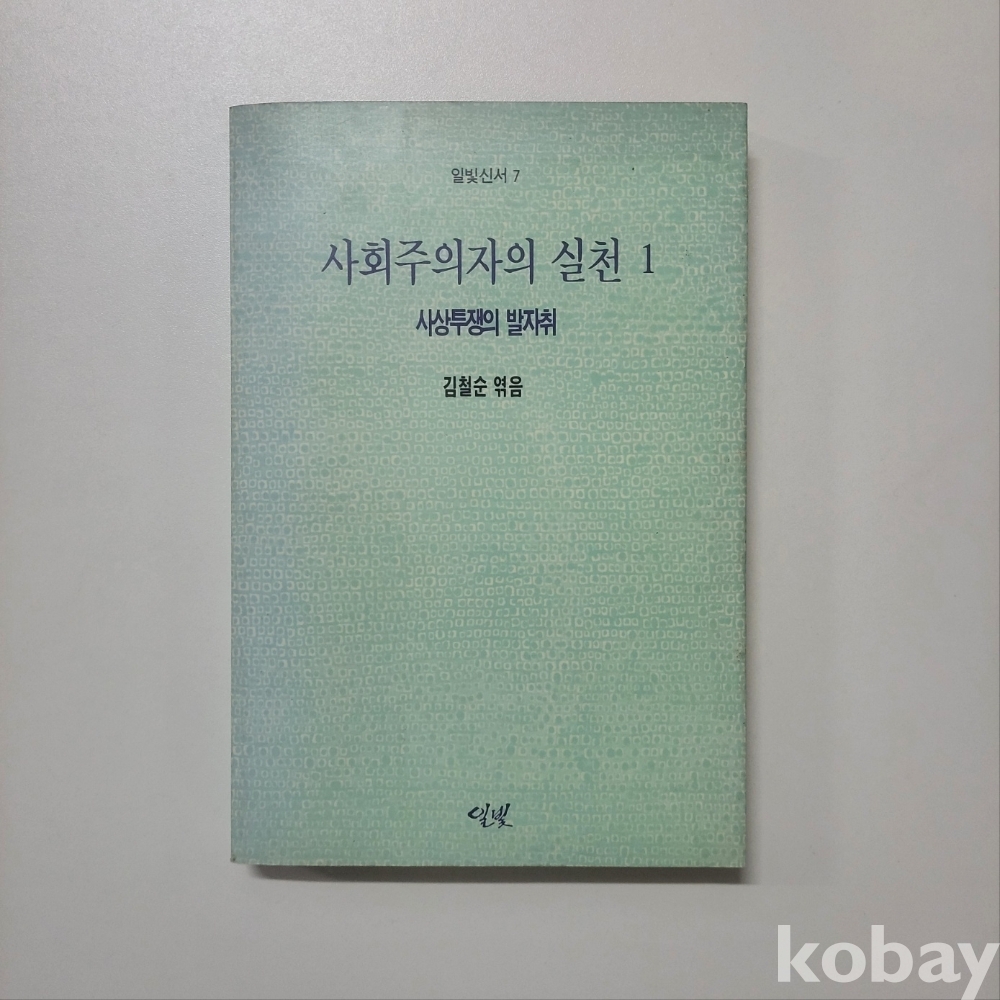 일빛신서 7
사회주의자의 실천 1
사상투쟁의 발자취
김철순 엮음
일빛
kobay